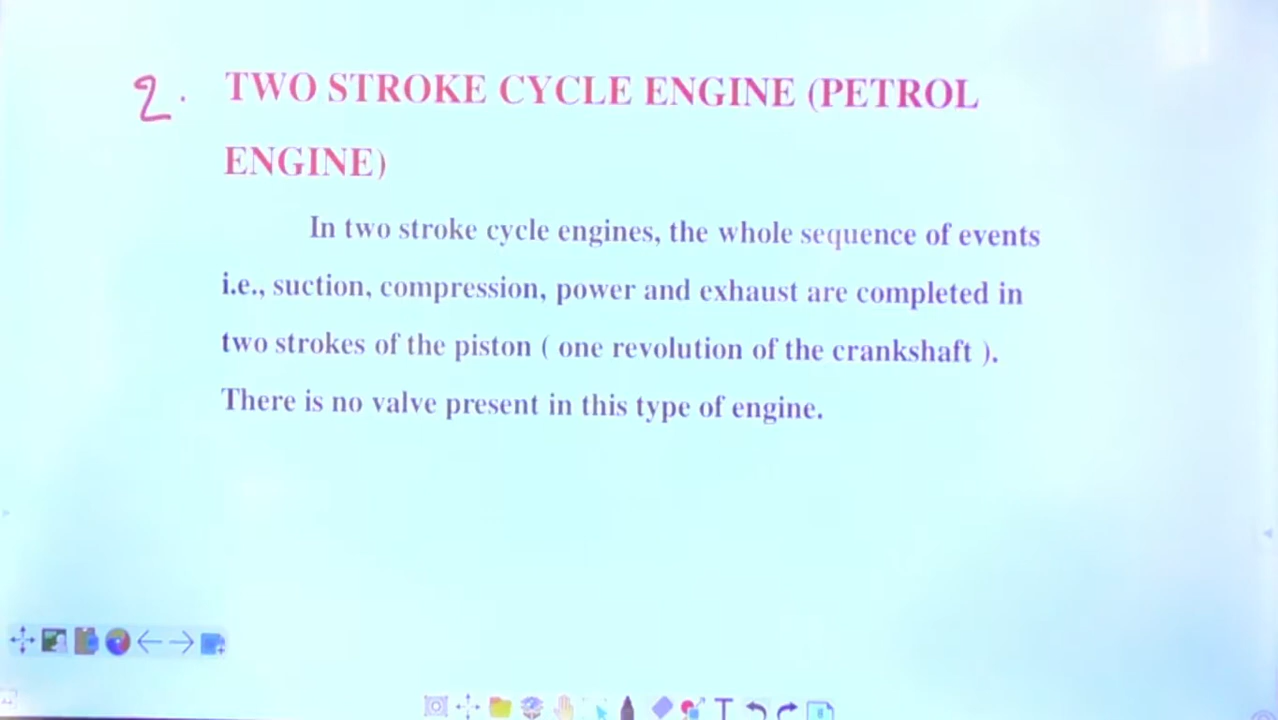 2. TWO STROKE CYCLE ENGINE (PETROL
ENGINE)
In two stroke cycle engines, the whole sequence of events
i.e., suction, compression, power and exhaust are completed in
two strokes of the piston ( one revolution of the crankshaft ).
There is no valve present in this type of engine.